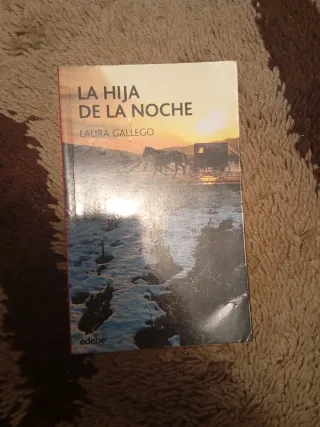 LA HIJA
DE LA NOCHE
LAURA GALLEGO
edebé